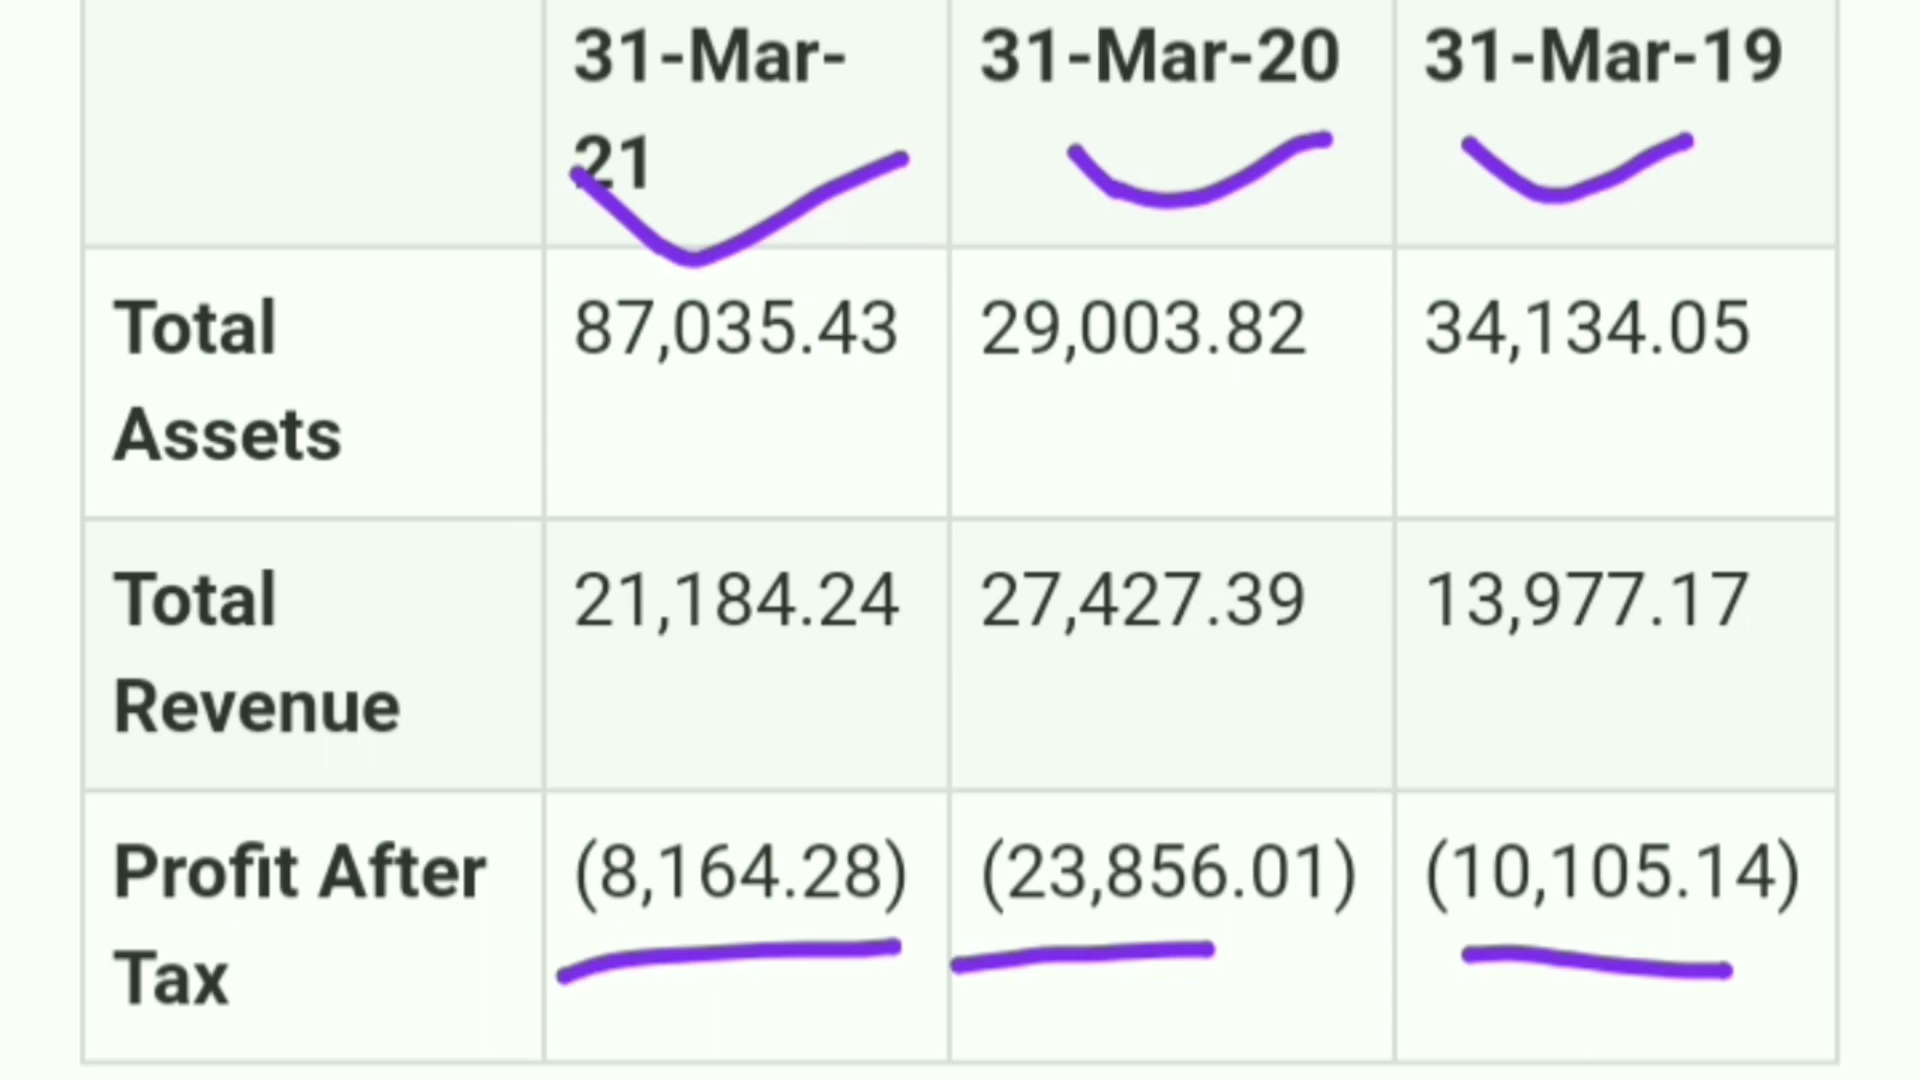 31-Mar- 31-Mar-20 31-Mar-19
21
Total 87,035.43 29,003.82 34,134.05
Assets
Total 21,184.24 27,427.39 13,977.17
Revenue
Profit After (8,164.28) (23,856.01) (10,105.14)
Tax